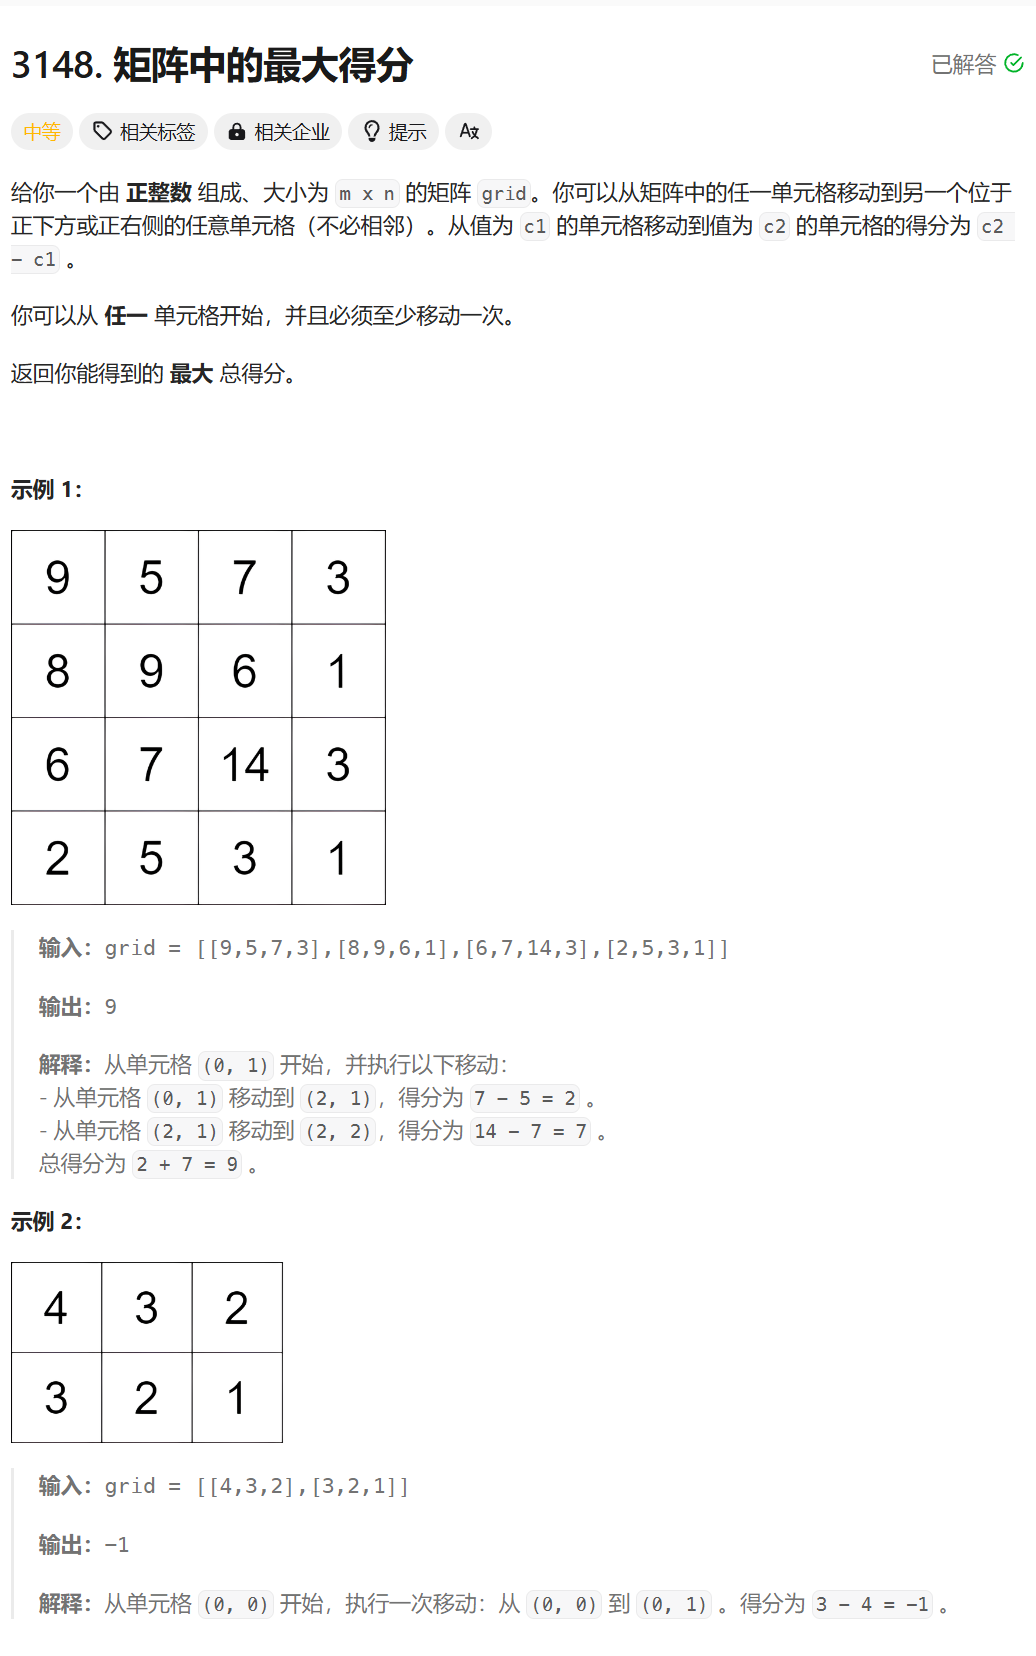 3148. 矩阵中的最大得分
已解答
中等 相关标签 相关企业 提示 A文
给你一个由 正整数 组成、大小为 m x n 的矩阵 grid。你可以从矩阵中的任一单元格移动到另一个位于
正下方或正右侧的任意单元格（不必相邻）。从值为 c1 的单元格移动到值为 c2 的单元格的得分为 c2
- c1 。
你可以从 任一 单元格开始，并且必须至少移动一次。
返回你能得到的 最大 总得分。
示例 1：
9 5 7 3
8 9 6 1
6 7 14 3
2 5 3 1
输入：grid = [[9,5,7,3],[8,9,6,1],[6,7,14,3],[2,5,3,1]]
输出：9
解释：从单元格 (0, 1) 开始，并执行以下移动：
- 从单元格 (0, 1) 移动到 (2, 1)，得分为 7 - 5 = 2 。
- 从单元格 (2, 1) 移动到 (2, 2)，得分为 14 - 7 = 7 。
总得分为 2 + 7 = 9 。
示例 2：
4 3 2
3 2 1
输入：grid = [[4,3,2],[3,2,1]]
输出：-1
解释：从单元格 (0, 0) 开始，执行一次移动：从 (0, 0) 到 (0, 1) 。得分为 3 - 4 = -1 。